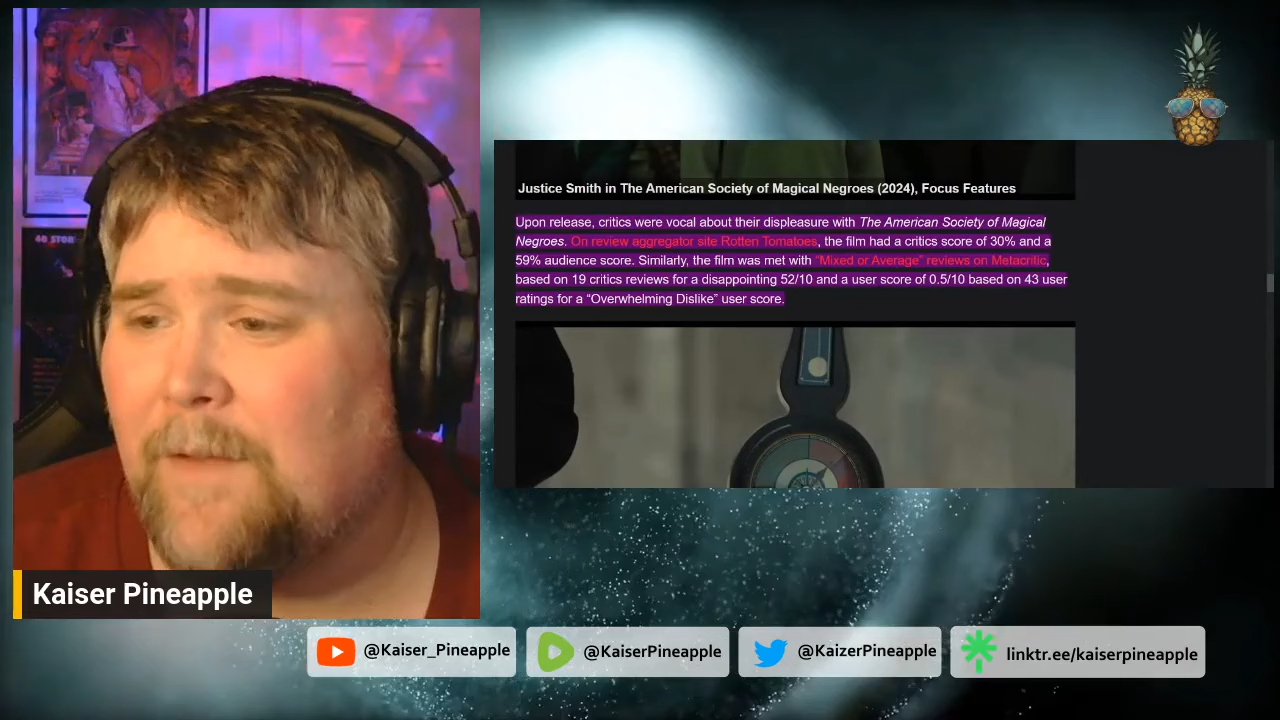 40 STOR
Justice Smith in The American Society of Magical Negroes (2024), Focus Features
Upon release, critics were vocal about their displeasure with The American Society of Magical
Negroes. On review aggregator site Rotten Tomatoes, the film had a critics score of 30% and a
59% audience score. Similarly, the film was met with “Mixed or Average” reviews on Metacritic,
based on 19 critics reviews for a disappointing 52/10 and a user score of 0.5/10 based on 43 user
ratings for a “Overwhelming Dislike” user score.
Kaiser Pineapple
@Kaiser_Pineapple
@KaiserPineapple
@KaizerPineapple
linktr.ee/kaiserpineapple